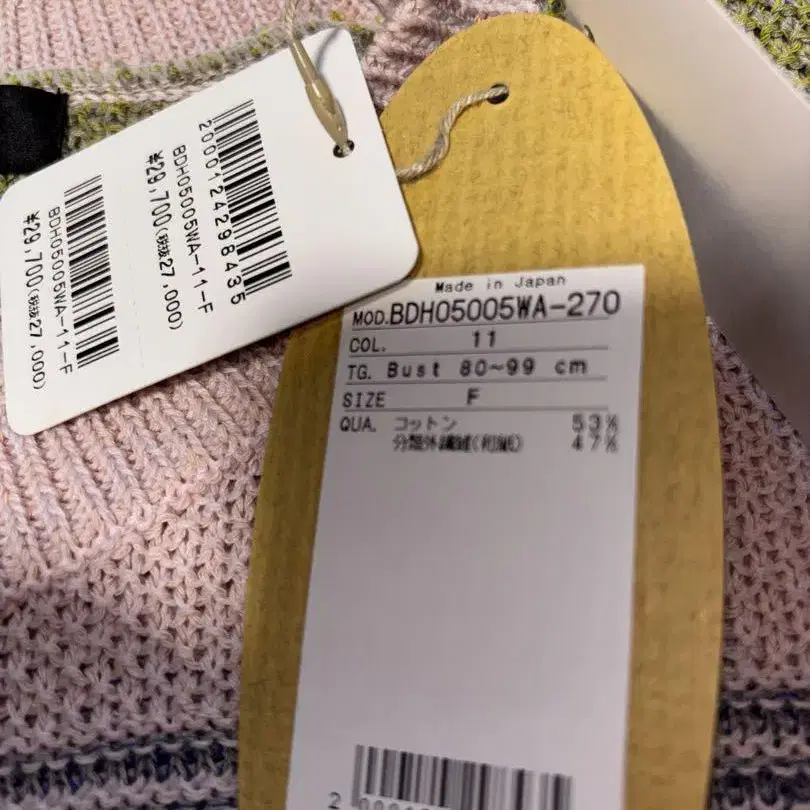 2000124298435
BDH05005WA-11-F
¥29,700(税抜27,000)
BDH05005WA-11-F
¥29,700(税抜27,000)
Made in Japan
MOD.BDH05005WA-270
COL. 11
TG. Bust 80~99 cm
SIZE F
QUA. コットン 53%
分類外繊維(和紙) 47%